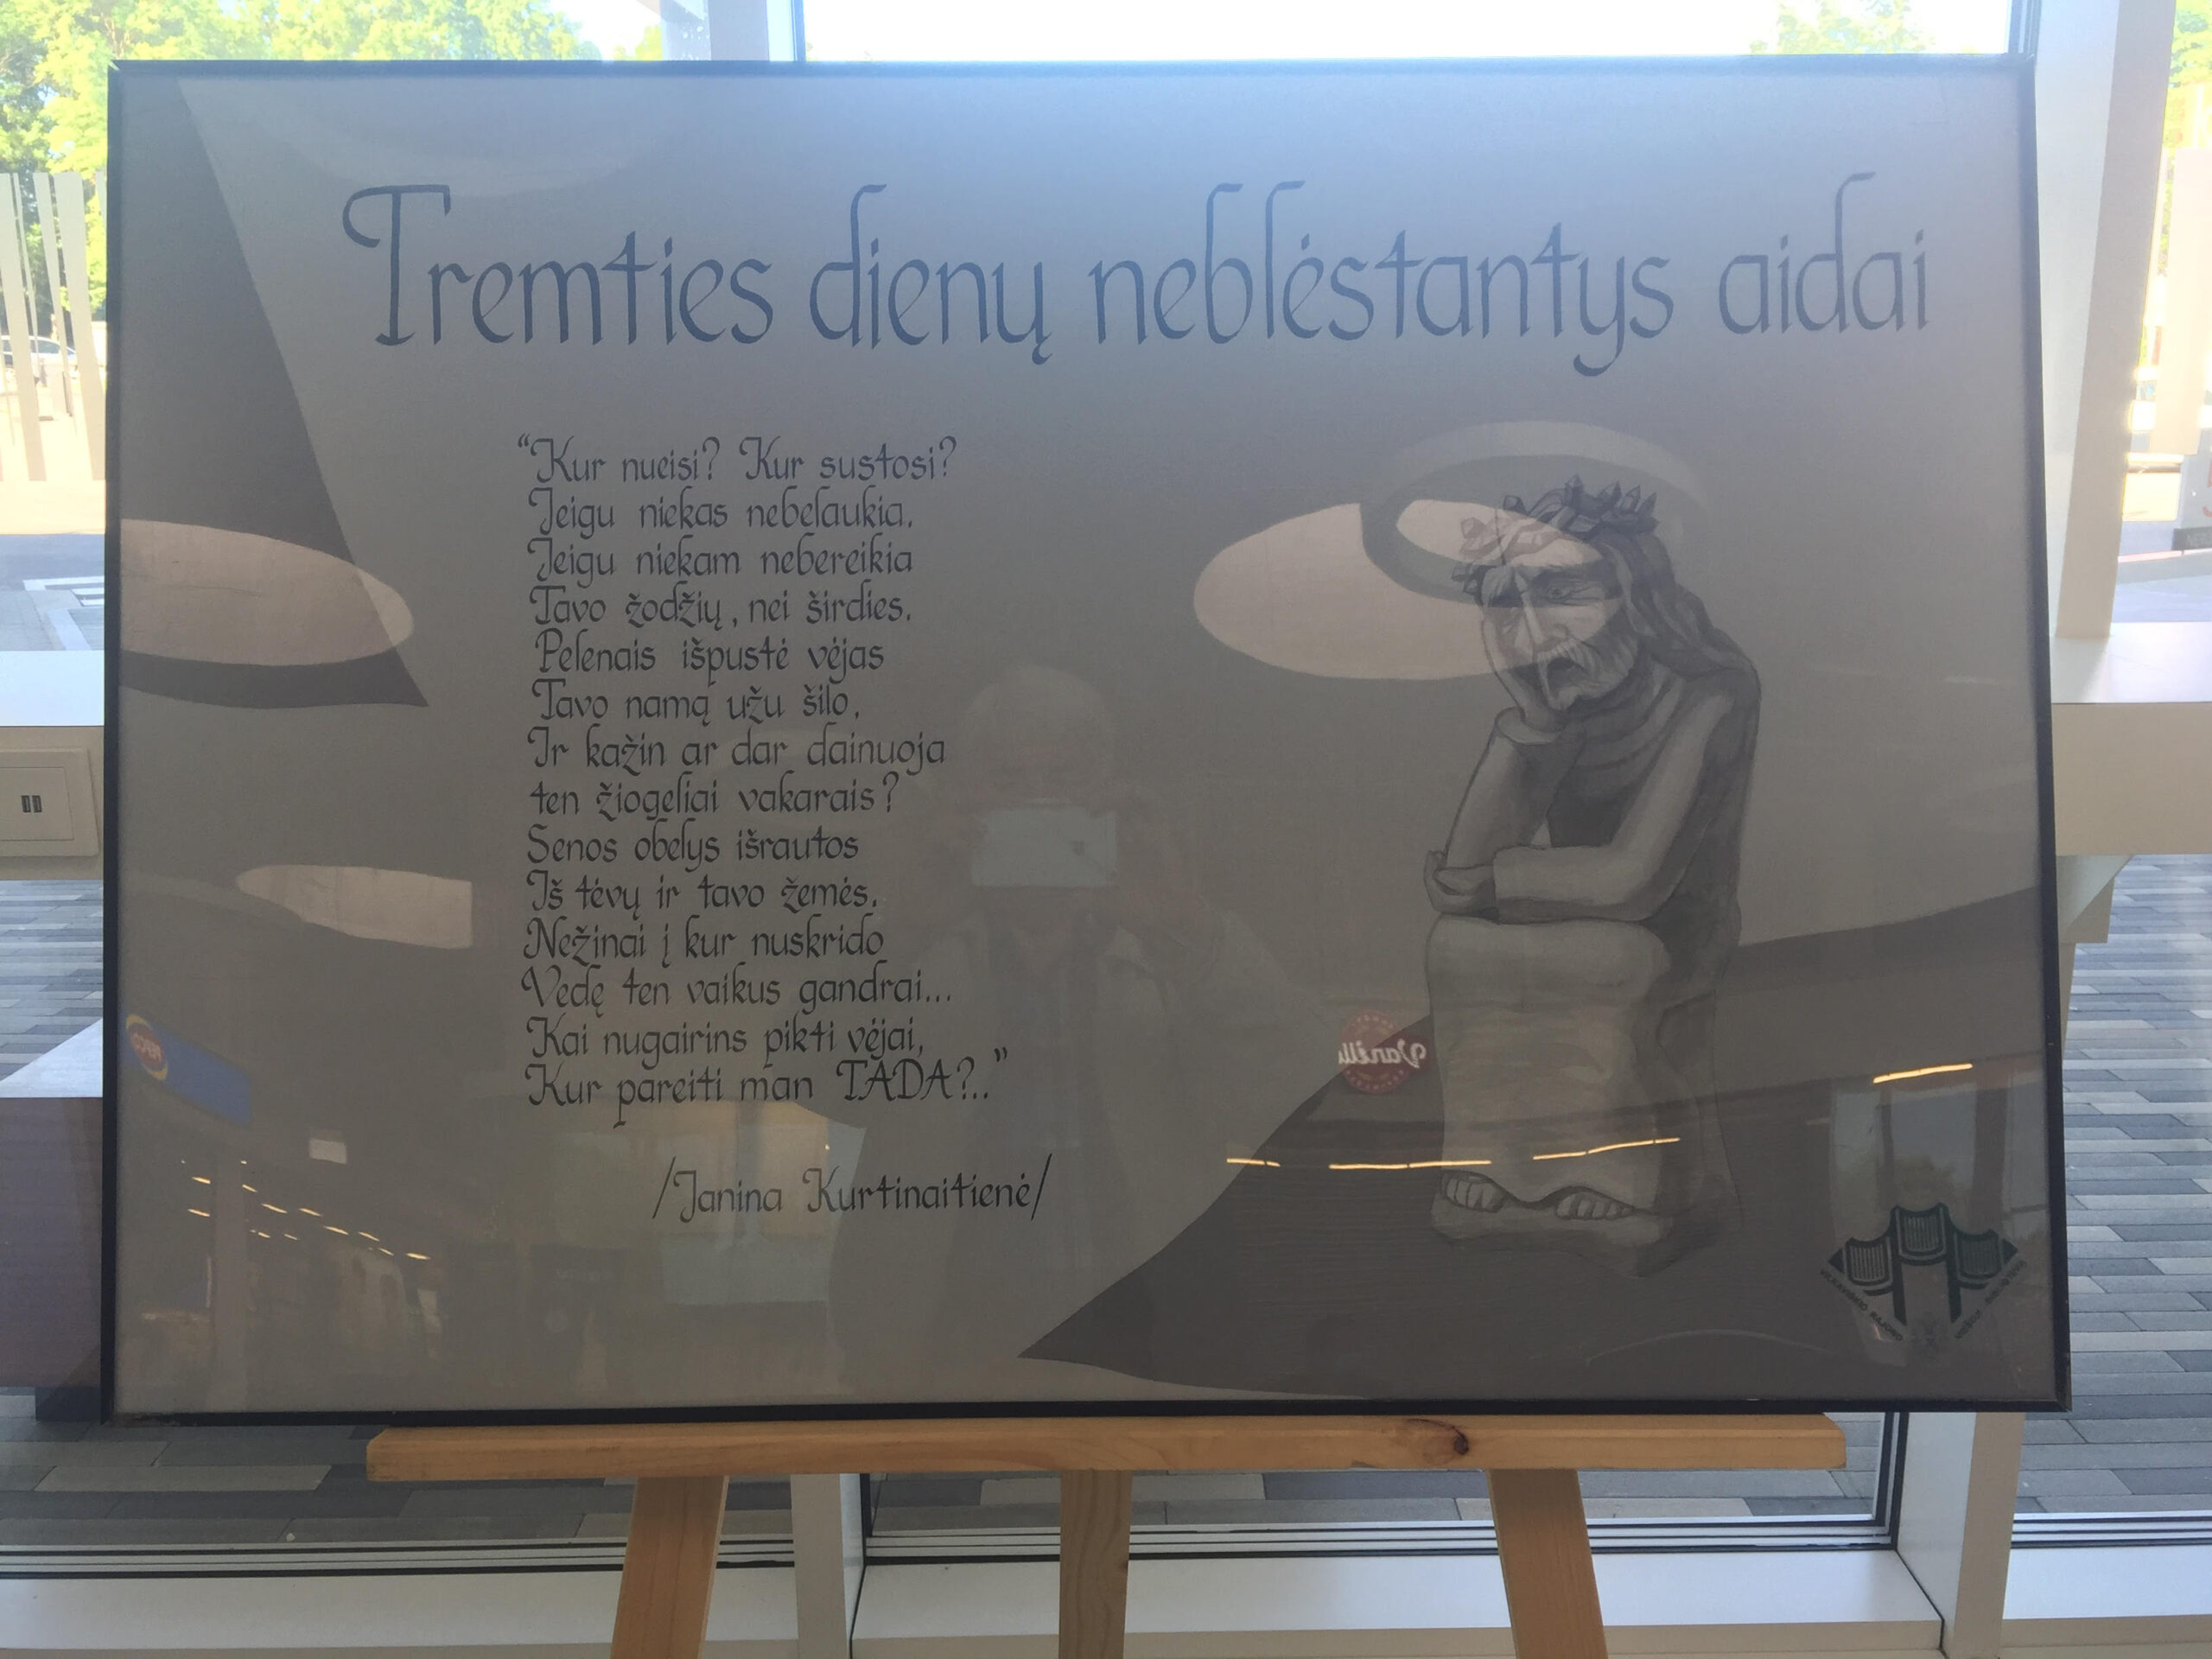 Tremties dienų neblėstantys aidai
“Kur nueisi? Kur sustosi?
Jeigu niekas nebelaukia.
Jeigu niekam nebereikia
Tavo žodžių, nei širdies.
Pelenais išpustė vėjas
Tavo namą užu šilo,
Ir kažin ar dar dainuoja
ten žiogeliai vakarais?
Senos obelys išrautos
Iš tėvų ir tavo žemės.
Nežinai į kur nuskrido
Vedę ten vaikus gandrai...
Kai nugairins pikti vėjai,
Kur pareiti man TADA?..”
/Janina Kurtinaitienė/